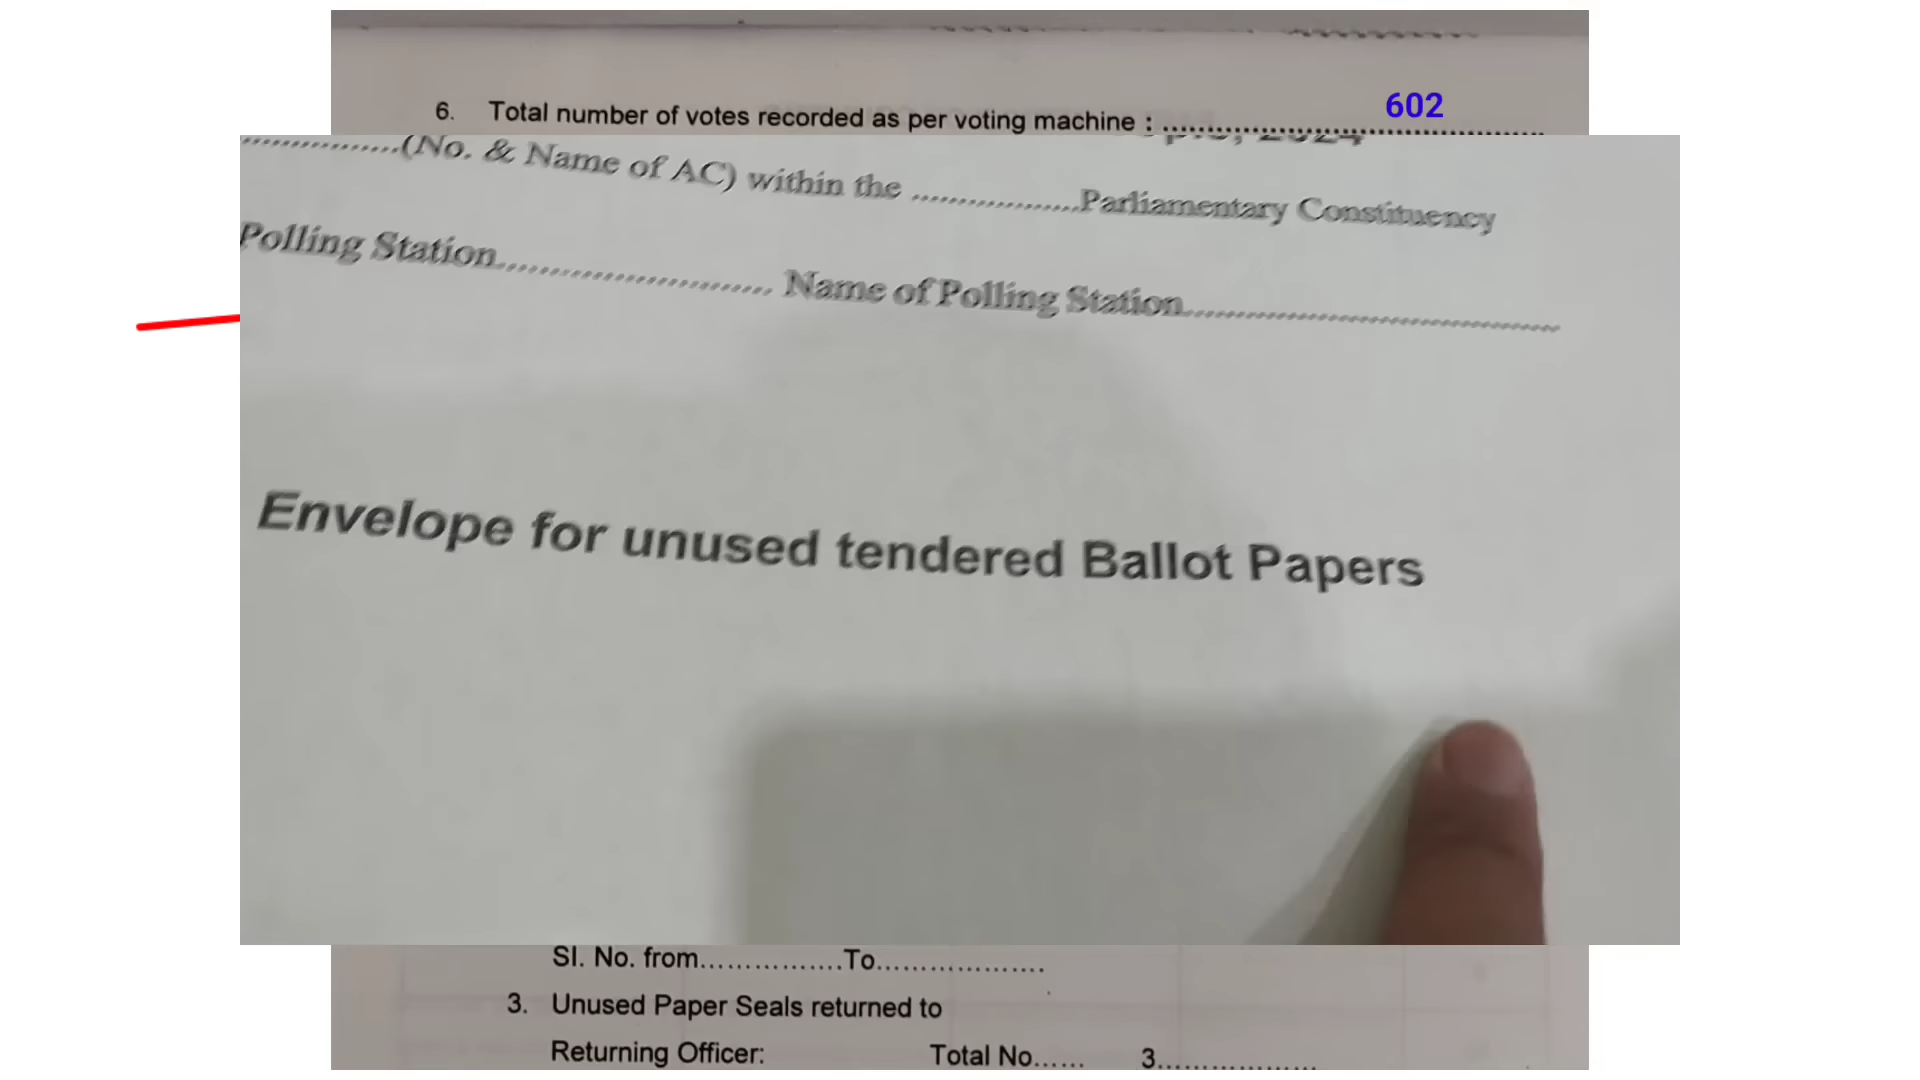 6. Total number of votes recorded as per voting machine : ................................................ 602
................(No. & Name of AC) within the ..................Parliamentary Constituency
Polling Station.............................. Name of Polling Station..........................................
Envelope for unused tendered Ballot Papers
Sl. No. from................To...................
3. Unused Paper Seals returned to
Returning Officer: Total No...... 3..................